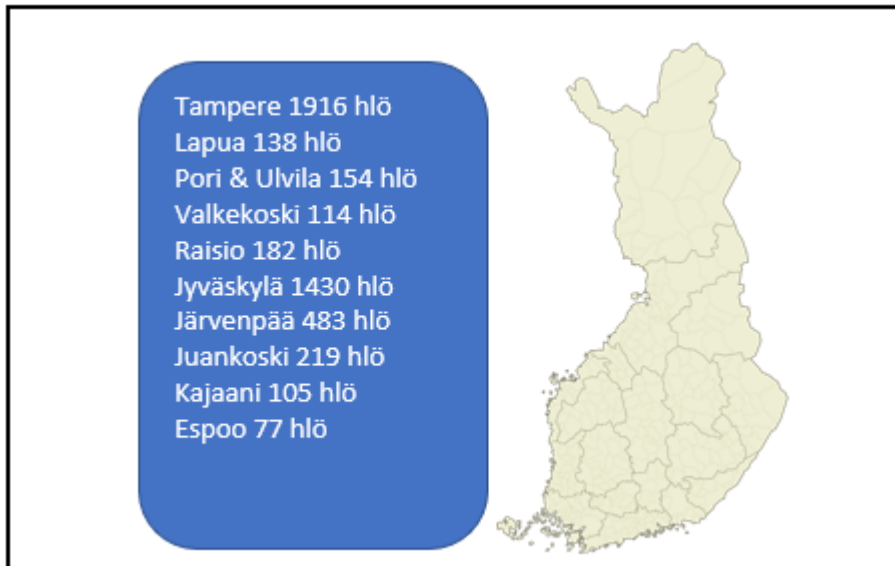 Tampere 1916 hlö
Lapua 138 hlö
Pori & Ulvila 154 hlö
Valkekoski 114 hlö
Raisio 182 hlö
Jyväskylä 1430 hlö
Järvenpää 483 hlö
Juankoski 219 hlö
Kajaani 105 hlö
Espoo 77 hlö